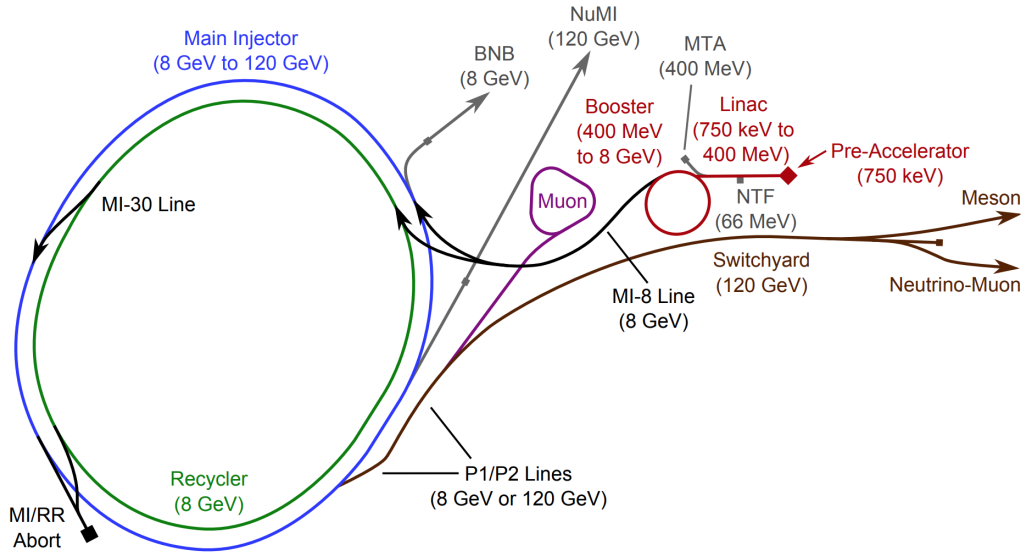 Main Injector
(8 GeV to 120 GeV)
BNB
(8 GeV)
NuMI
(120 GeV)
MTA
(400 MeV)
Booster
(400 MeV
to 8 GeV)
Linac
(750 keV to
400 MeV)
Pre-Accelerator
(750 keV)
MI-30 Line
Muon
NTF
(66 MeV)
Meson
Switchyard
(120 GeV)
Neutrino-Muon
MI-8 Line
(8 GeV)
Recycler
(8 GeV)
P1/P2 Lines
(8 GeV or 120 GeV)
MI/RR
Abort